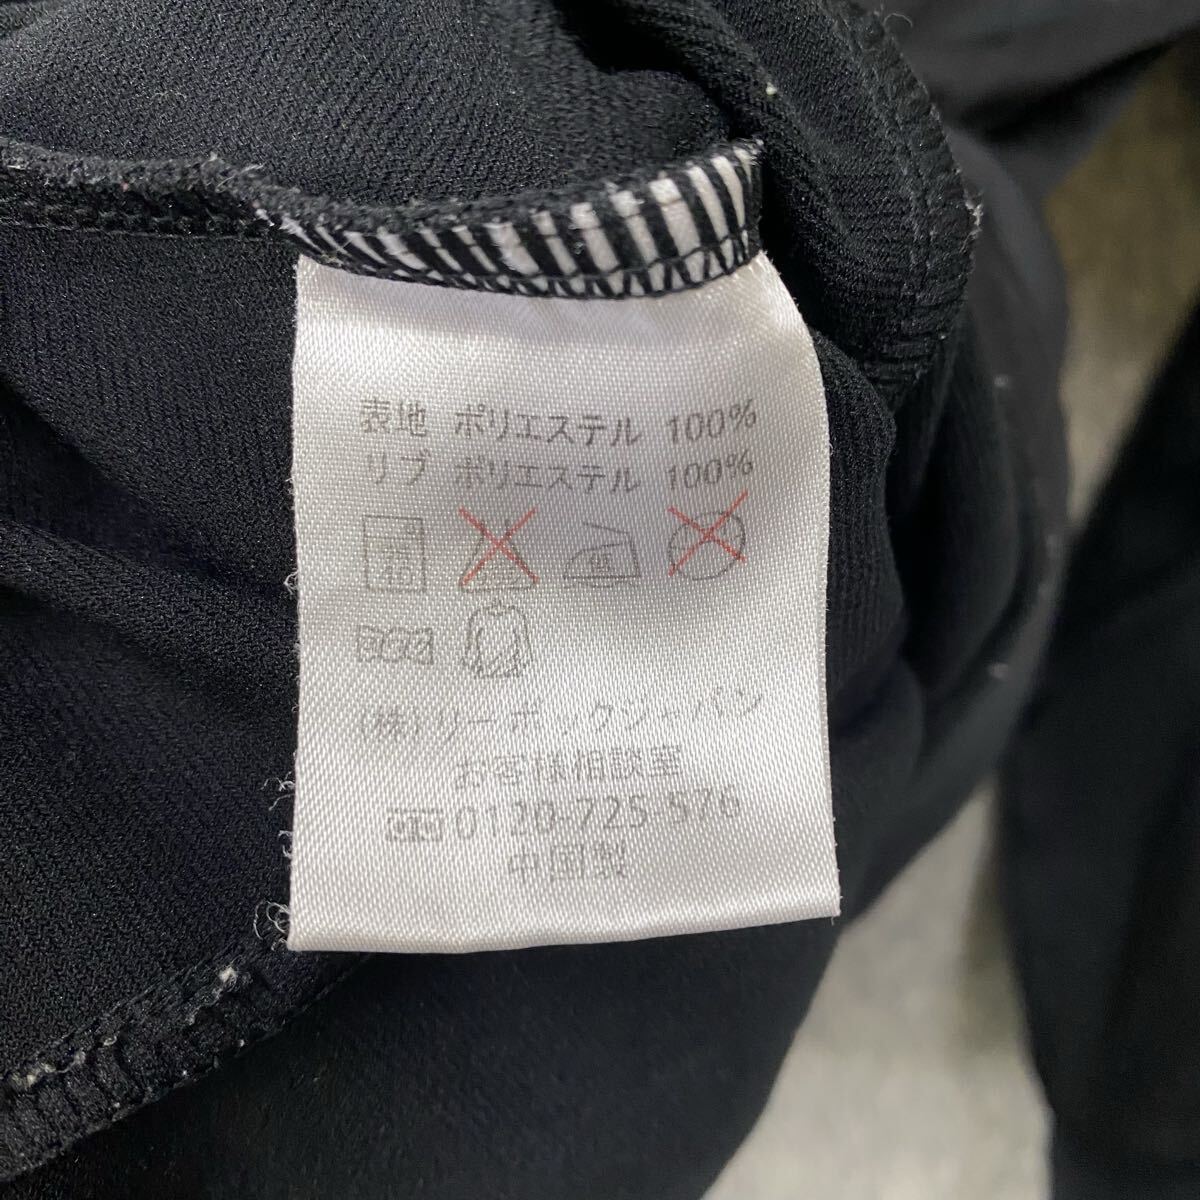 表地 ポリエステル 100%
リブ ポリエステル 100%
40
低
(株)リーボックジャパン
お客様相談室
0120-725-576
中国製